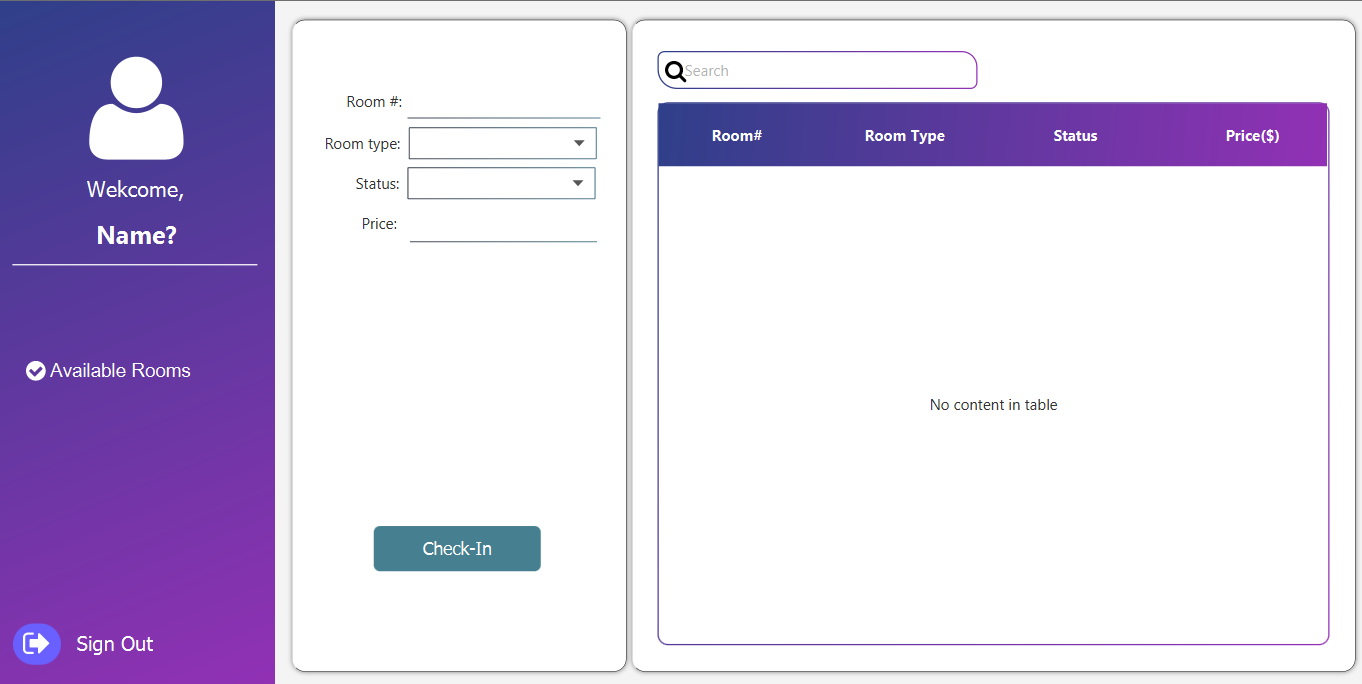 Wekcome,
Name?
Available Rooms
Sign Out
Room #:
Room type:
Status:
Price:
Check-In
Search
Room# Room Type Status Price($)
No content in table